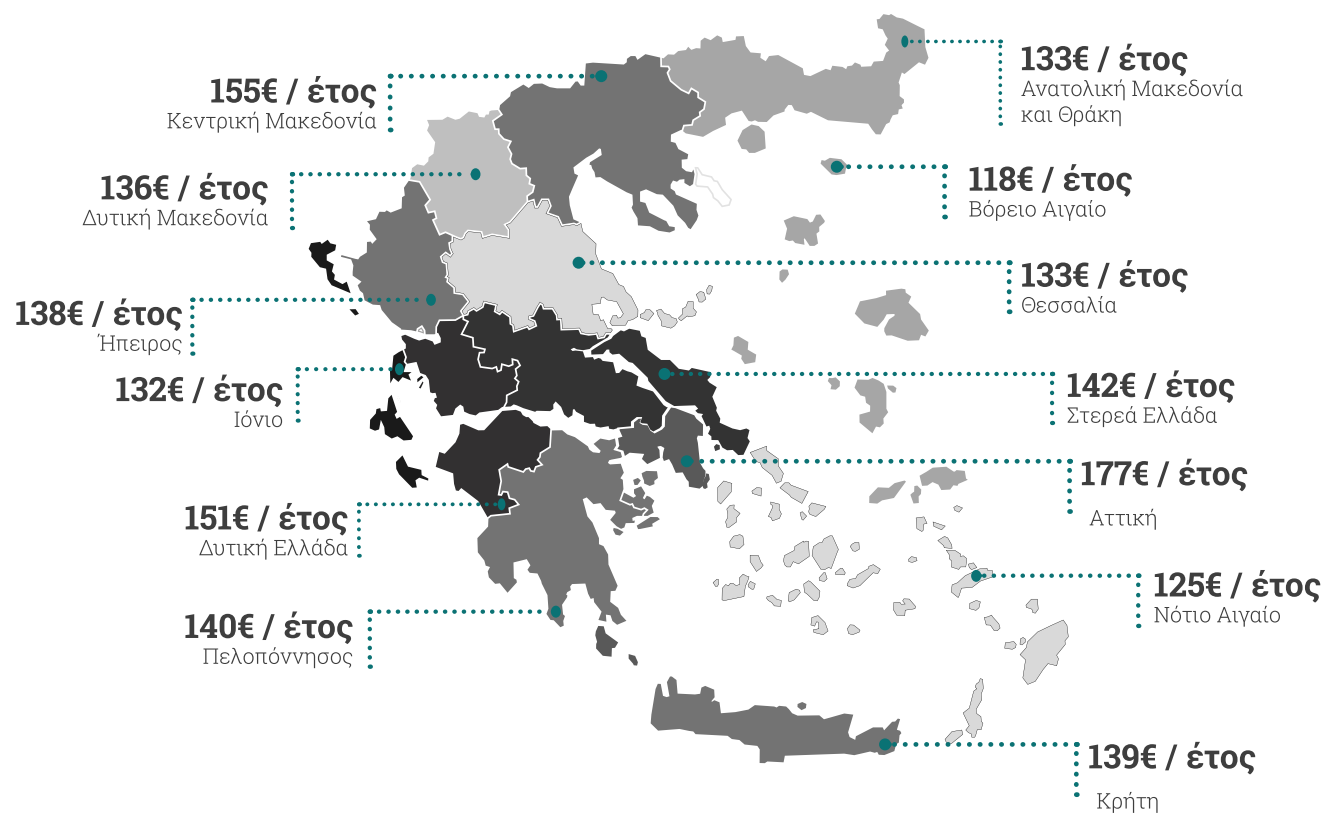 133€ / έτος
Ανατολική Μακεδονία
και Θράκη
155€ / έτος
Κεντρική Μακεδονία
136€ / έτος
Δυτική Μακεδονία
118€ / έτος
Βόρειο Αιγαίο
133€ / έτος
Θεσσαλία
138€ / έτος
Ήπειρος
132€ / έτος
Ιόνιο
142€ / έτος
Στερεά Ελλάδα
177€ / έτος
Αττική
151€ / έτος
Δυτική Ελλάδα
125€ / έτος
Νότιο Αιγαίο
140€ / έτος
Πελοπόννησος
139€ / έτος
Κρήτη